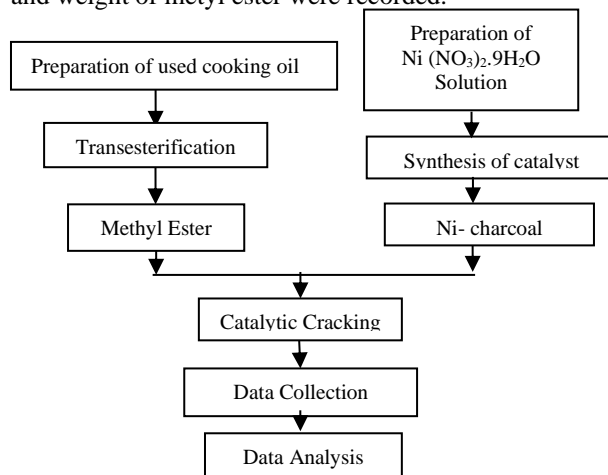 and weight of metyl ester were recorded.
Preparation of used cooking oil
Transesterification
Methyl Ester
Preparation of
Ni (NO₃)₂.9H₂O
Solution
Synthesis of catalyst
Ni- charcoal
Catalytic Cracking
Data Collection
Data Analysis